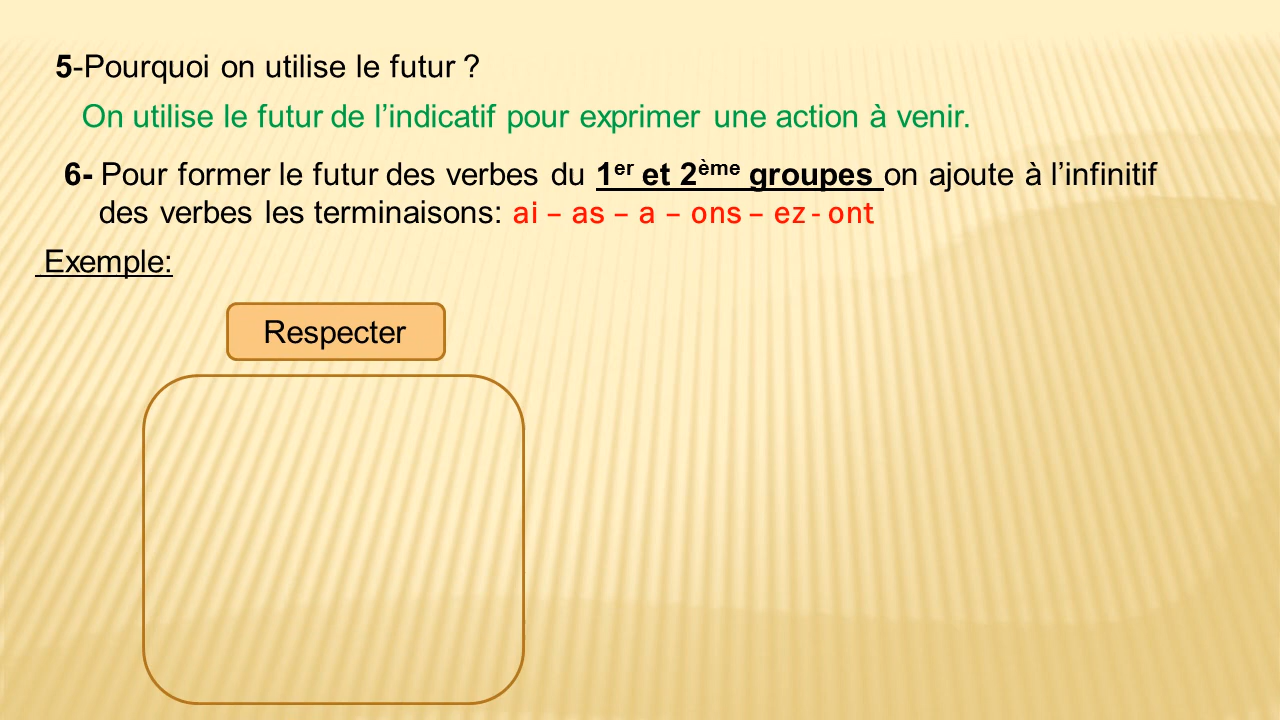 5-Pourquoi on utilise le futur ?
On utilise le futur de l’indicatif pour exprimer une action à venir.
6- Pour former le futur des verbes du 1er et 2ème groupes on ajoute à l’infinitif
des verbes les terminaisons: ai – as – a – ons – ez - ont
Exemple:
Respecter